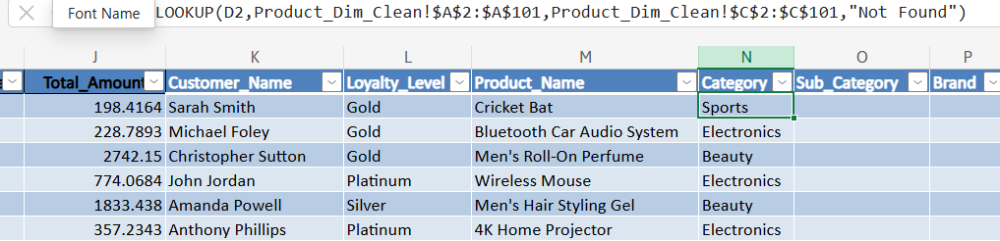 Font Name LOOKUP(D2,Product_Dim_Clean!$A$2:$A$101,Product_Dim_Clean!$C$2:$C$101,"Not Found")
J K L M N O P
Total_Amount Customer_Name Loyalty_Level Product_Name Category Sub_Category Brand
198.4164 Sarah Smith Gold Cricket Bat Sports
228.7893 Michael Foley Gold Bluetooth Car Audio System Electronics
2742.15 Christopher Sutton Gold Men's Roll-On Perfume Beauty
774.0684 John Jordan Platinum Wireless Mouse Electronics
1833.438 Amanda Powell Silver Men's Hair Styling Gel Beauty
357.2343 Anthony Phillips Platinum 4K Home Projector Electronics